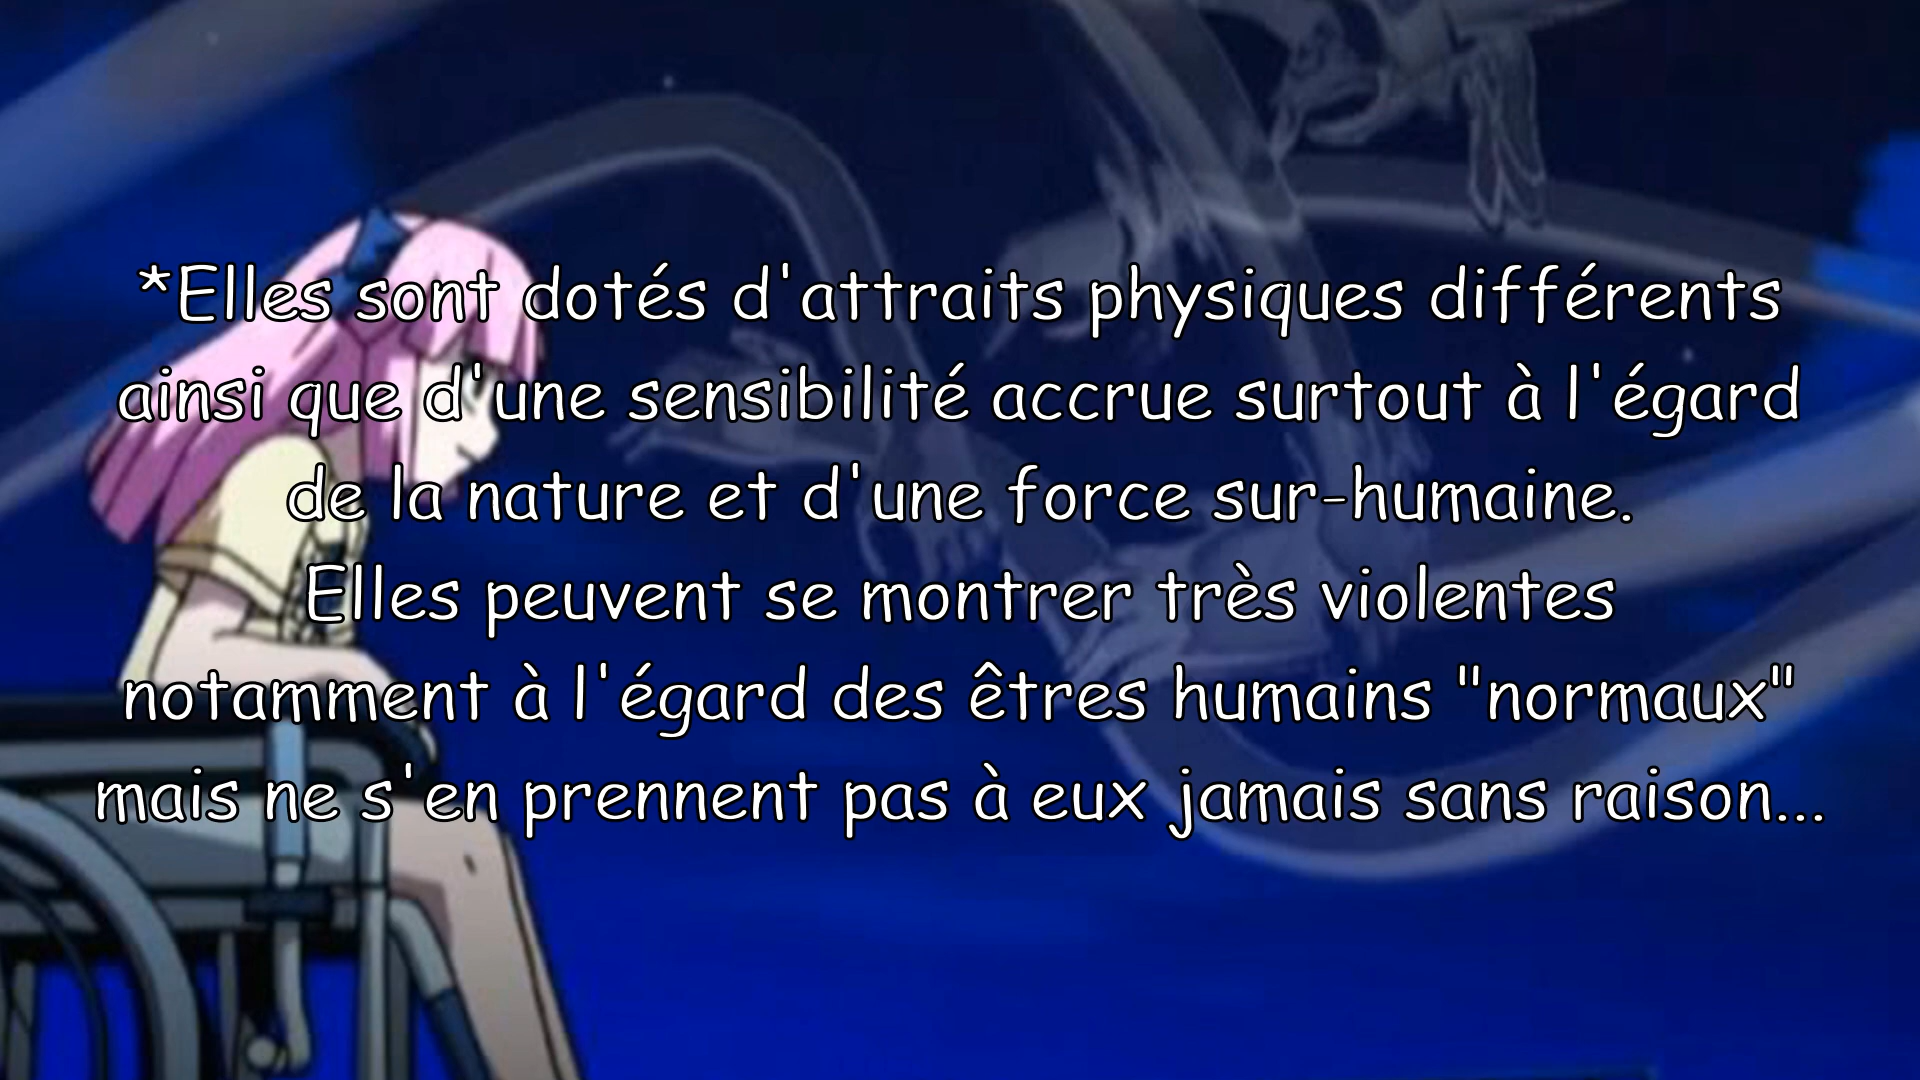 *Elles sont dotés d'attraits physiques différents
ainsi que d'une sensibilité accrue surtout à l'égard
de la nature et d'une force sur-humaine.
Elles peuvent se montrer très violentes
notamment à l'égard des êtres humains "normaux"
mais ne s'en prennent pas à eux jamais sans raison...